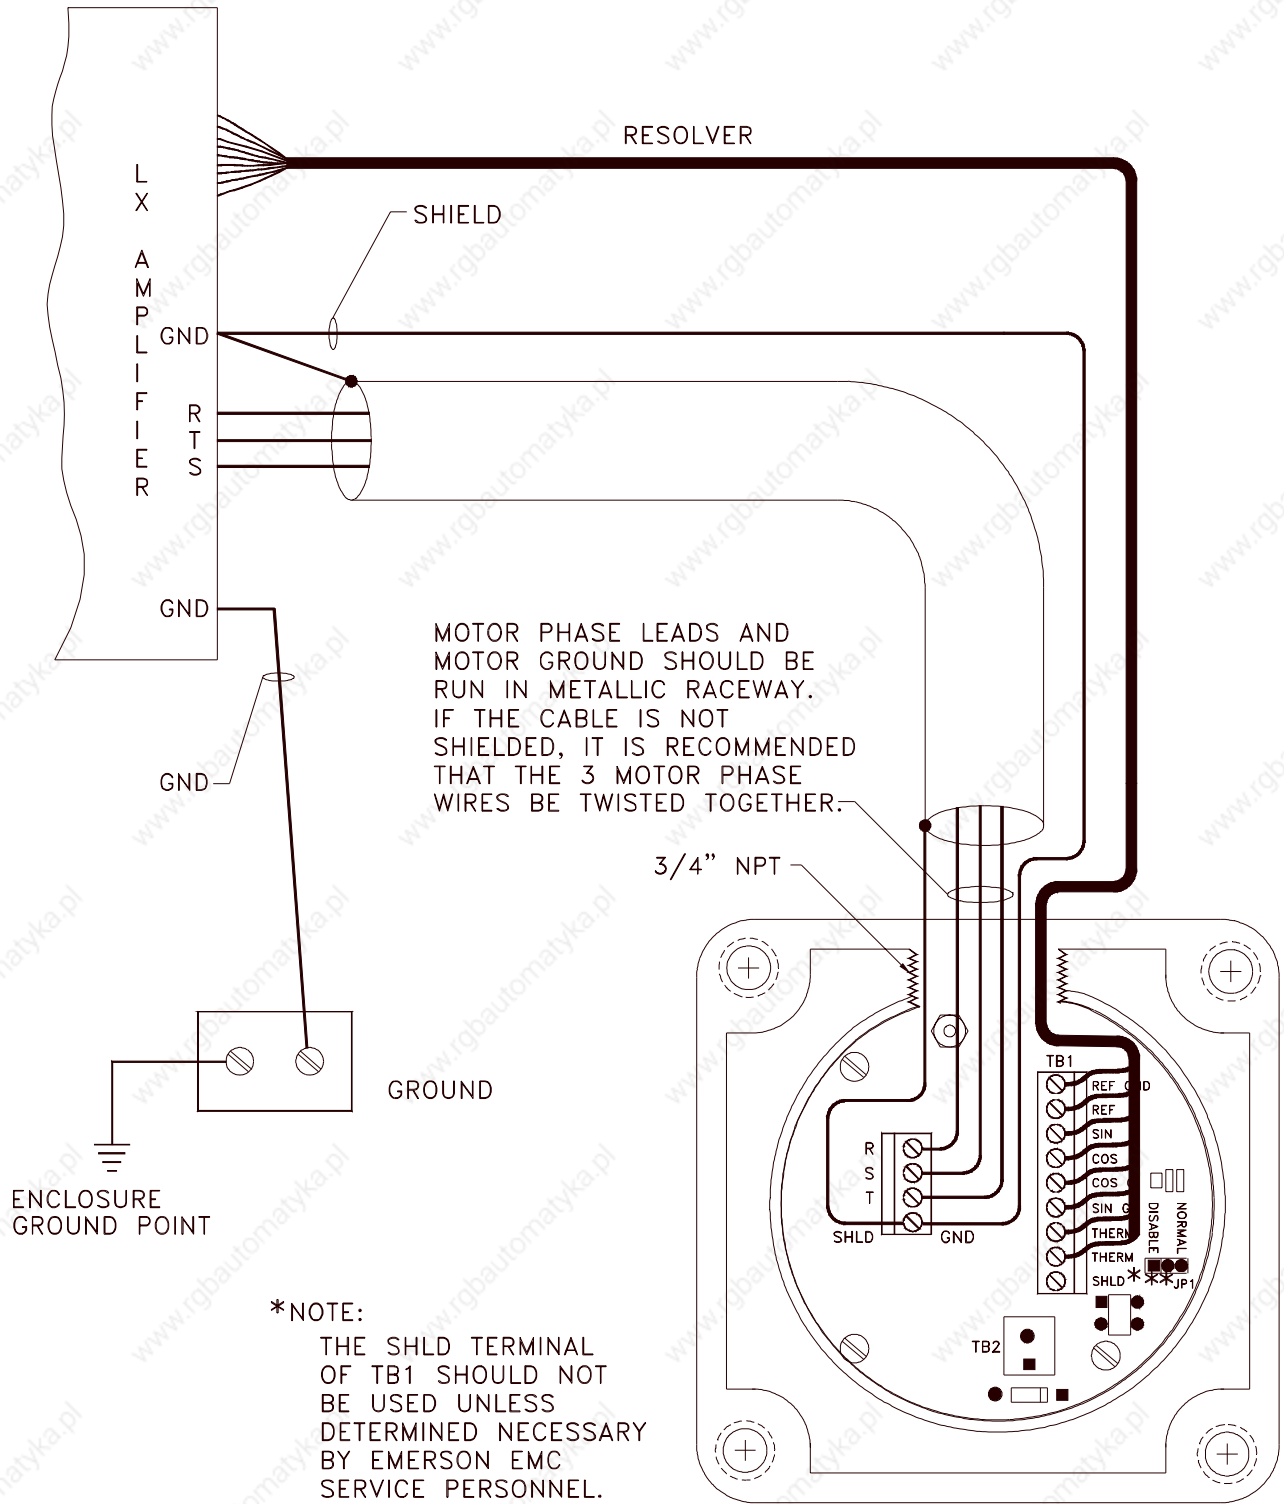 RESOLVER
SHIELD
LX AMPLIFIER
GND
R
T
S
GND
GND
MOTOR PHASE LEADS AND
MOTOR GROUND SHOULD BE
RUN IN METALLIC RACEWAY.
IF THE CABLE IS NOT
SHIELDED, IT IS RECOMMENDED
THAT THE 3 MOTOR PHASE
WIRES BE TWISTED TOGETHER.
3/4” NPT
GROUND
ENCLOSURE
GROUND POINT
TB1
REF GND
REF
SIN
COS
COS
SIN G
THERM
THERM
SHLD*
**JP1
DISABLE
NORMAL
R
S
T
SHLD
GND
TB2
*NOTE:
THE SHLD TERMINAL
OF TB1 SHOULD NOT
BE USED UNLESS
DETERMINED NECESSARY
BY EMERSON EMC
SERVICE PERSONNEL.
www.rgbautomatyka.pl